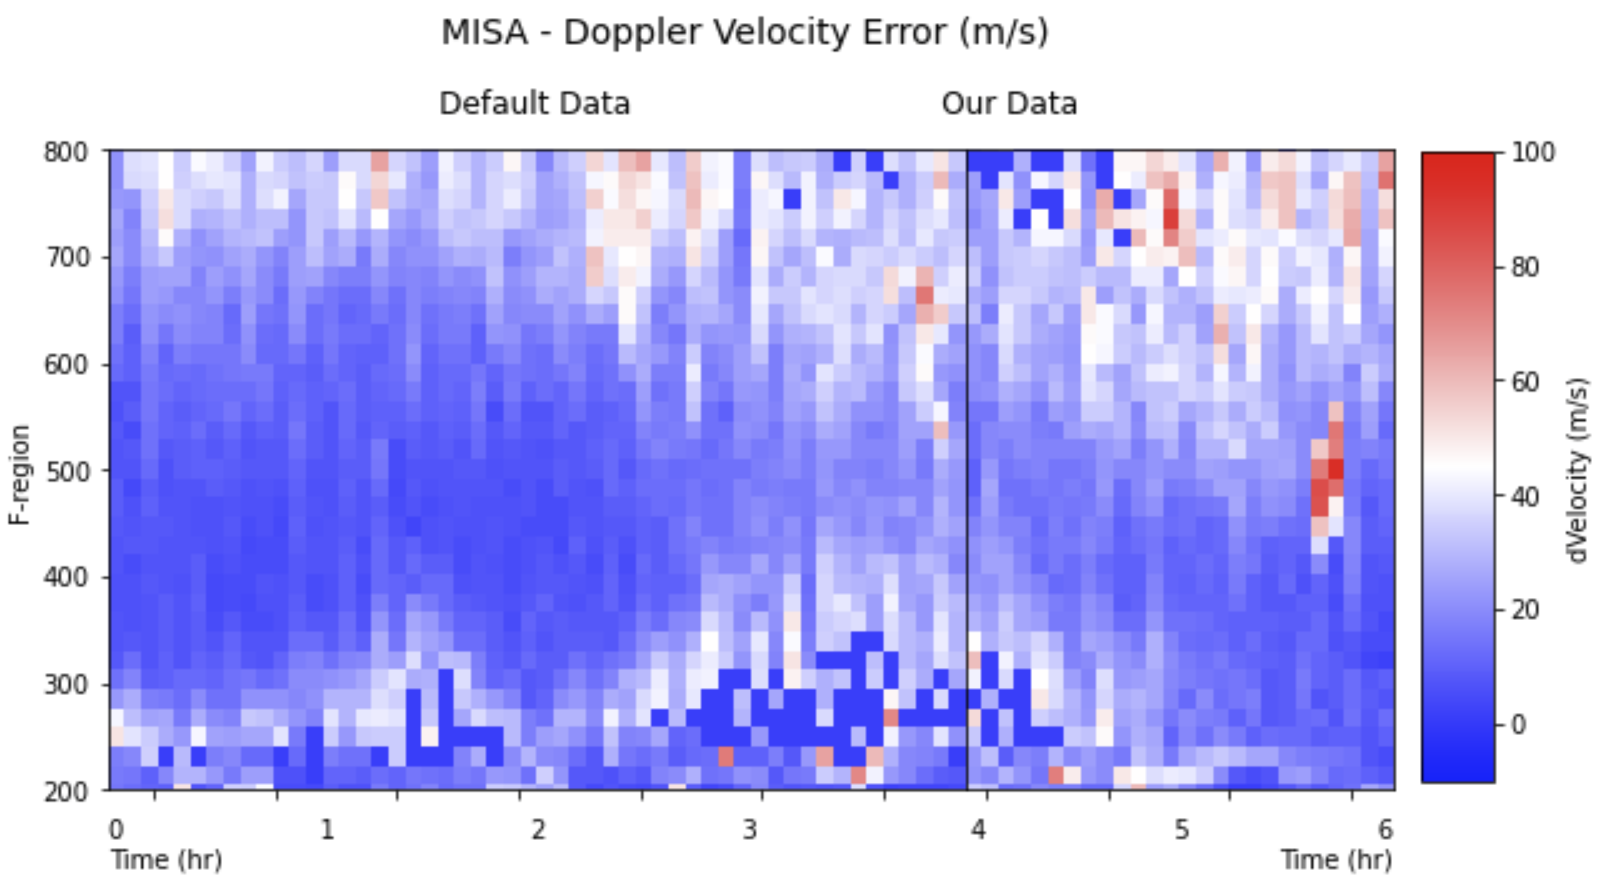 MISA - Doppler Velocity Error (m/s)
Default Data
Our Data
800
700
600
500
400
300
200
F-region
0 1 2 3 4 5 6
Time (hr)
Time (hr)
100
80
60
40
20
0
dVelocity (m/s)